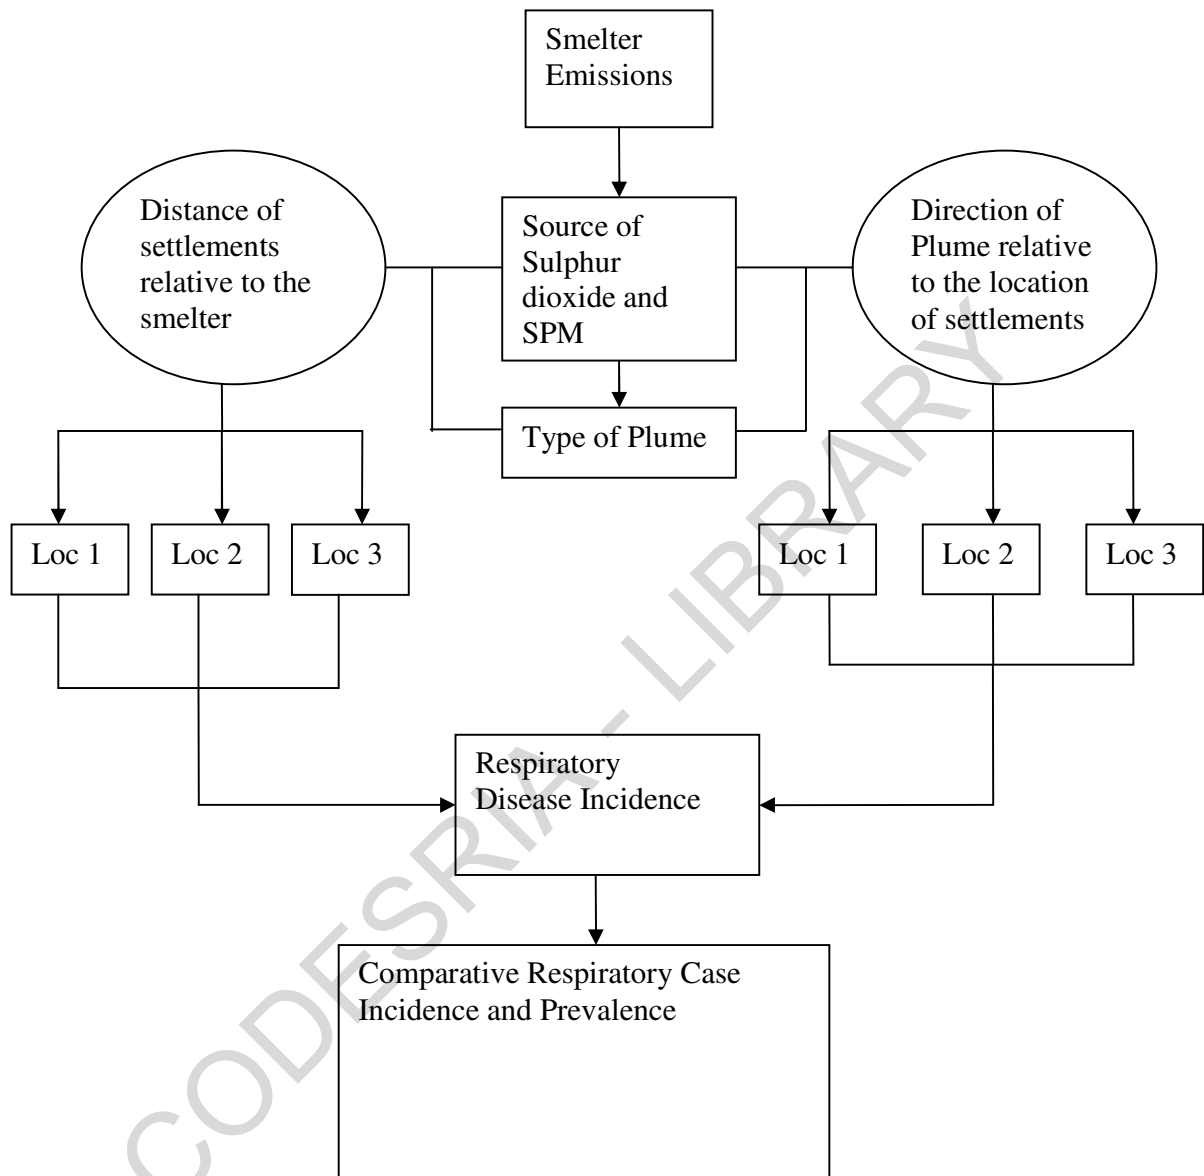 Smelter
Emissions
Distance of
settlements
relative to the
smelter
Source of
Sulphur
dioxide and
SPM
Direction of
Plume relative
to the location
of settlements
Type of Plume
Loc 1
Loc 2
Loc 3
Loc 1
Loc 2
Loc 3
Respiratory
Disease Incidence
Comparative Respiratory Case
Incidence and Prevalence
CODESRIA - LIBRARY